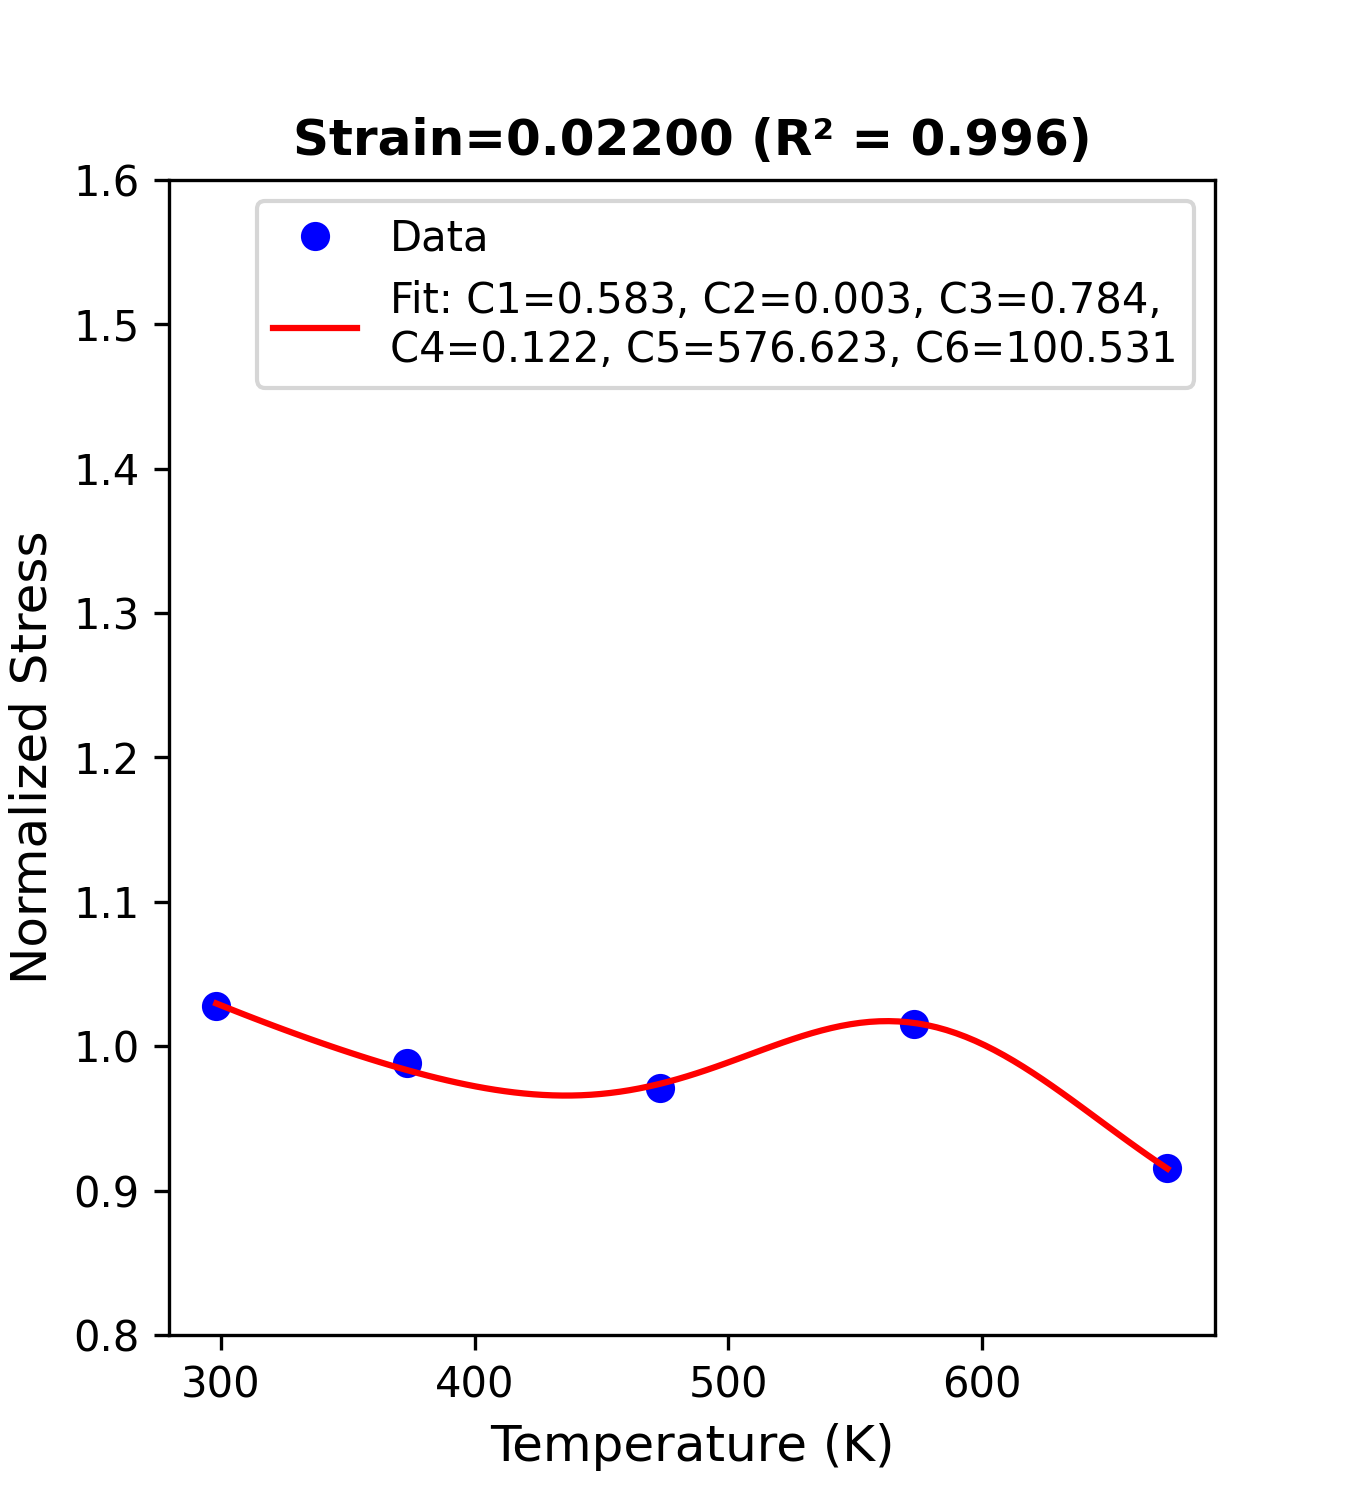 Strain=0.02200 (R² = 0.996)
1.6
1.5
1.4
1.3
1.2
1.1
1.0
0.9
0.8
Normalized Stress
Data
Fit: C1=0.583, C2=0.003, C3=0.784,
C4=0.122, C5=576.623, C6=100.531
300 400 500 600
Temperature (K)